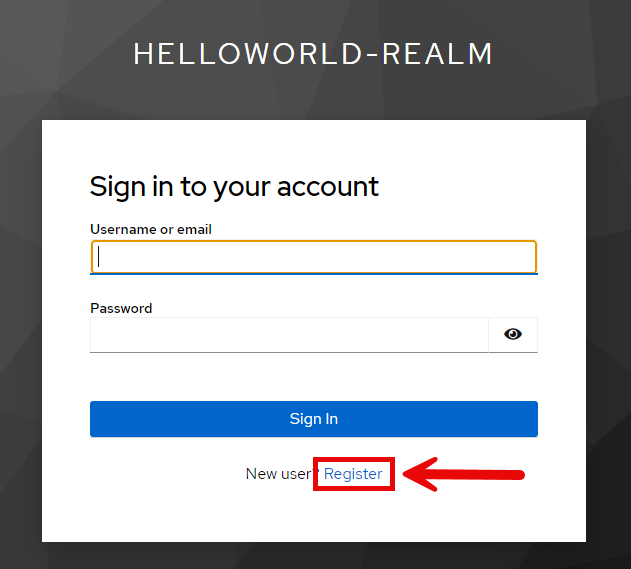 HELLOWORLD-REALM
Sign in to your account
Username or email
Password
Sign In
New user? Register